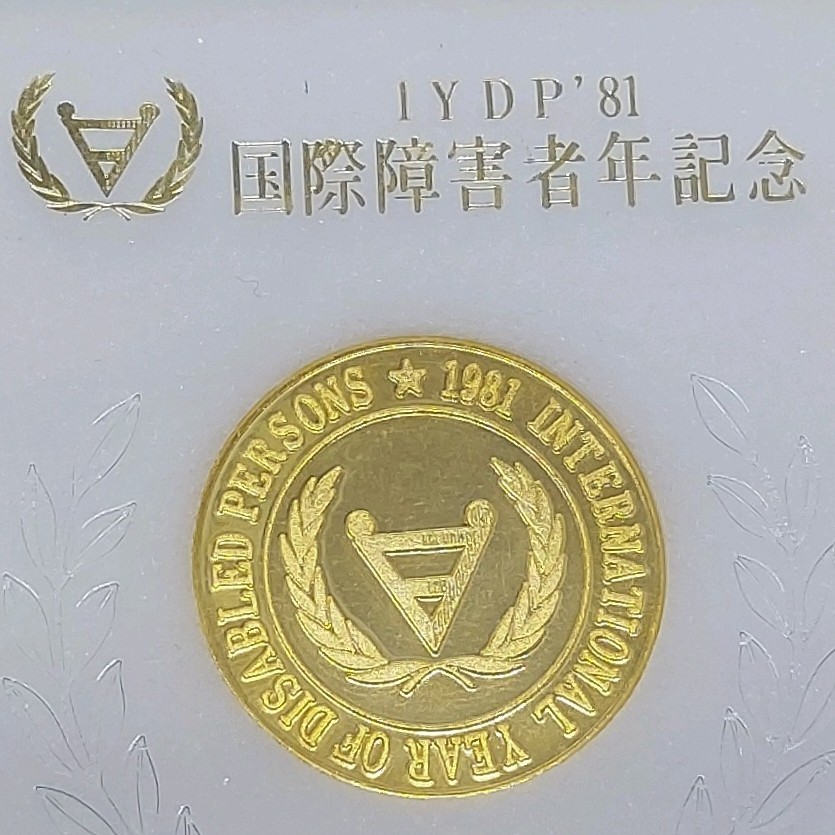 IYDP'81
国際障害者年記念
1981 INTERNATIONAL YEAR OF DISABLED PERSONS